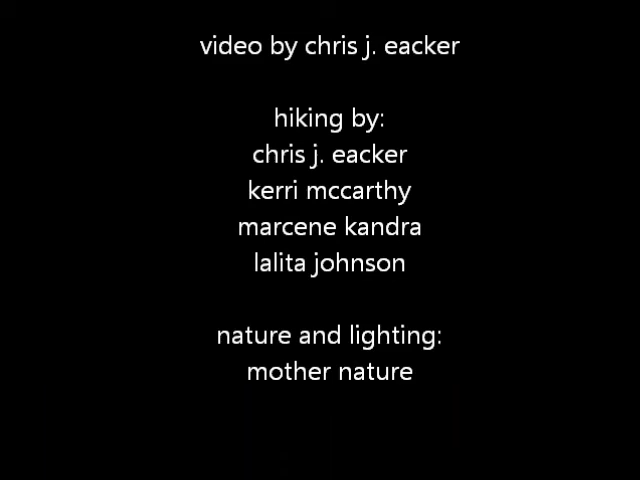 video by chris j. eacker
hiking by:
chris j. eacker
kerri mccarthy
marcene kandra
lalita johnson
nature and lighting:
mother nature